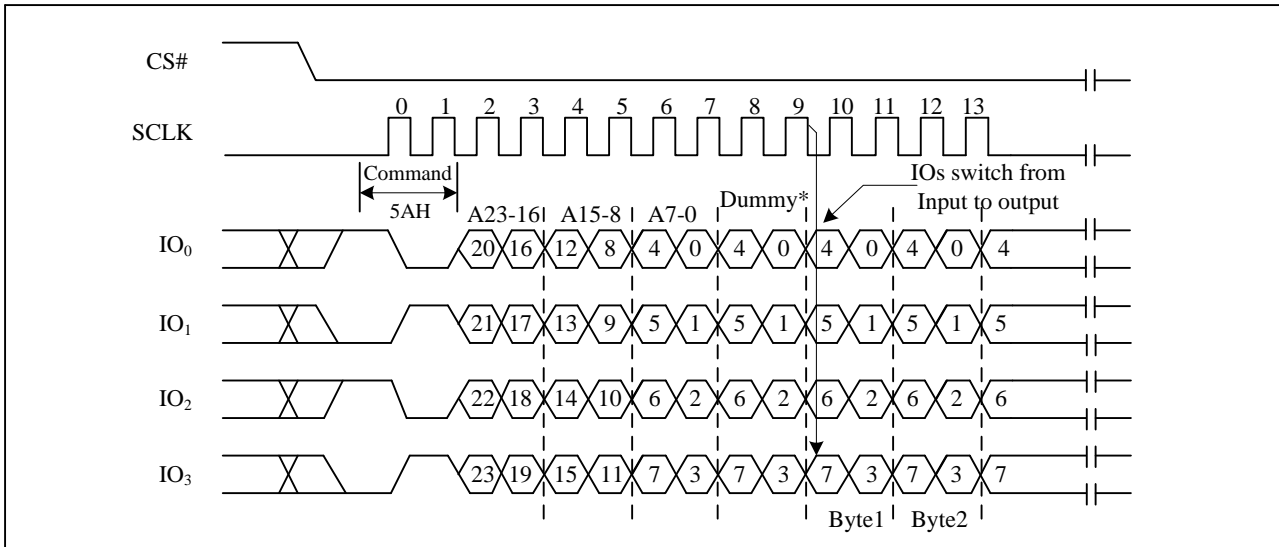 CS#
0 1 2 3 4 5 6 7 8 9 10 11 12 13
SCLK
Command
5AH
IOs switch from
Input to output
A23-16 A15-8 A7-0 Dummy*
IO0 20 16 12 8 4 0 4 0 4 0 4 0 4
IO1 21 17 13 9 5 1 5 1 5 1 5 1 5
IO2 22 18 14 10 6 2 6 2 6 2 6 2 6
IO3 23 19 15 11 7 3 7 3 7 3 7 3 7
Byte1 Byte2